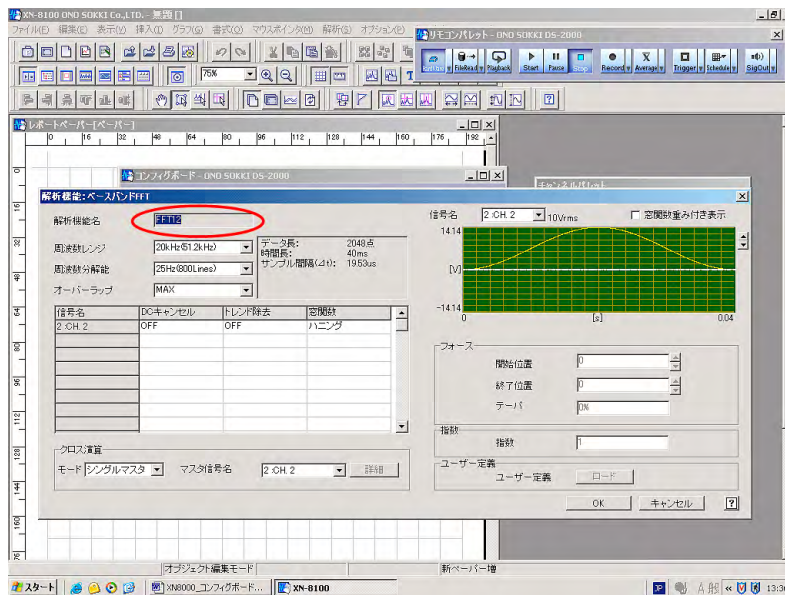 XN-8100 ONO SOKKI Co.,LTD. - 無題
ファイル(F) 編集(E) 表示(V) 挿入(I) グラフ(G) 書式(O) マウスポインタ(M) 解析(S) オプション(P)
リモコンパレット - ONO SOKKI DS-2000
75%
FileRead Playback Start Pause Stop Record Average Trigger Schedule SigOut
レポートペーパー[ペーパー]
0 16 32 48 64 80 96 112 128 144 160 176 192
コンフィグボード - ONO SOKKI DS-2000
チャンネルパレット
解析機能: ベースバンドFFT
解析機能名 FFT12
信号名 2 :CH. 2 10Vrms 窓関数重み付き表示
周波数レンジ 20kHz(51.2kHz)
データ長: 2048点
時間長: 40ms
サンプル間隔(Δt): 19.53us
周波数分解能 25Hz(800Lines)
オーバーラップ MAX
14.14
[V]
-14.14
0 [s] 0.04
信号名 DCキャンセル トレンド除去 窓関数
2 :CH. 2 OFF OFF ハニング
フォース
開始位置 0
終了位置 0
テーパ 0%
指数
指数 1
クロス演算
モード シングルマスタ マスタ信号名 2 :CH. 2 詳細
ユーザー定義
ユーザー定義 ロード
OK キャンセル ?
0 16 32 48 64 80 96 112 128 144 160
オブジェクト編集モード 新ペーパー増
スタート XN8000_コンフィグボード... XN-8100 JP A 般 13:3